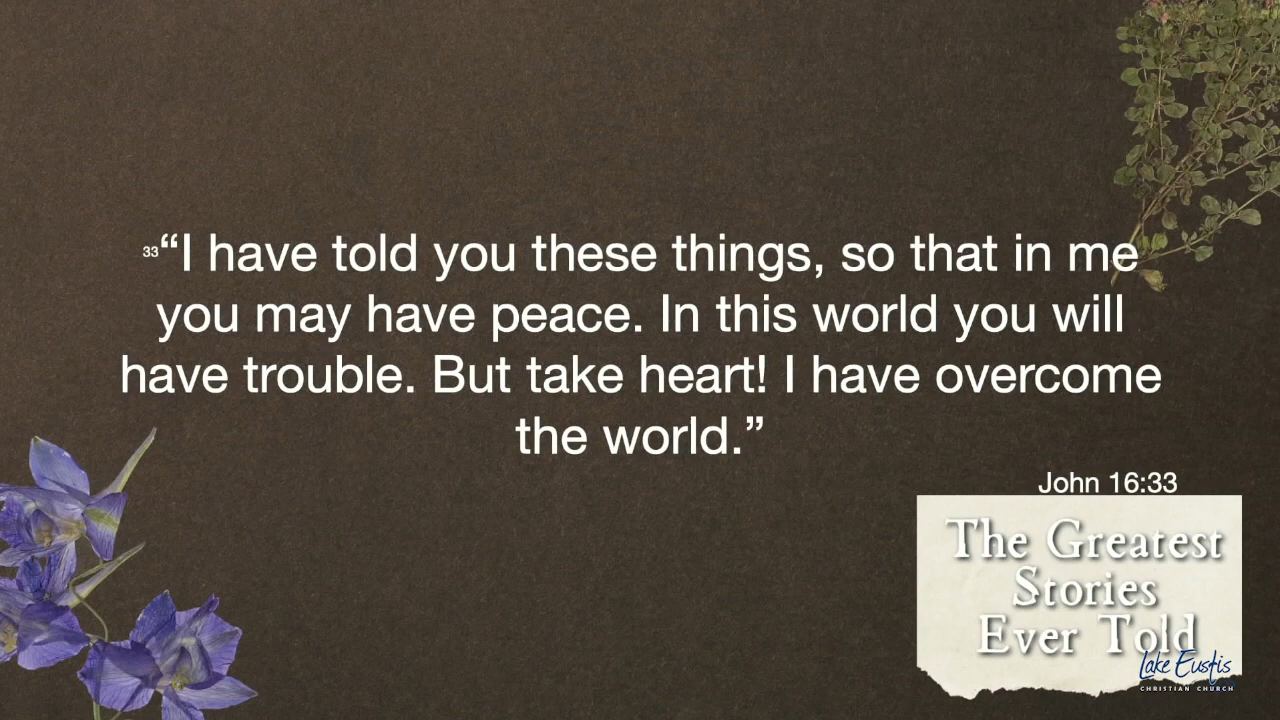 33“I have told you these things, so that in me
you may have peace. In this world you will
have trouble. But take heart! I have overcome
the world.”
John 16:33
The Greatest
Stories
Ever Told
Lake Eustis
CHRISTIAN CHURCH